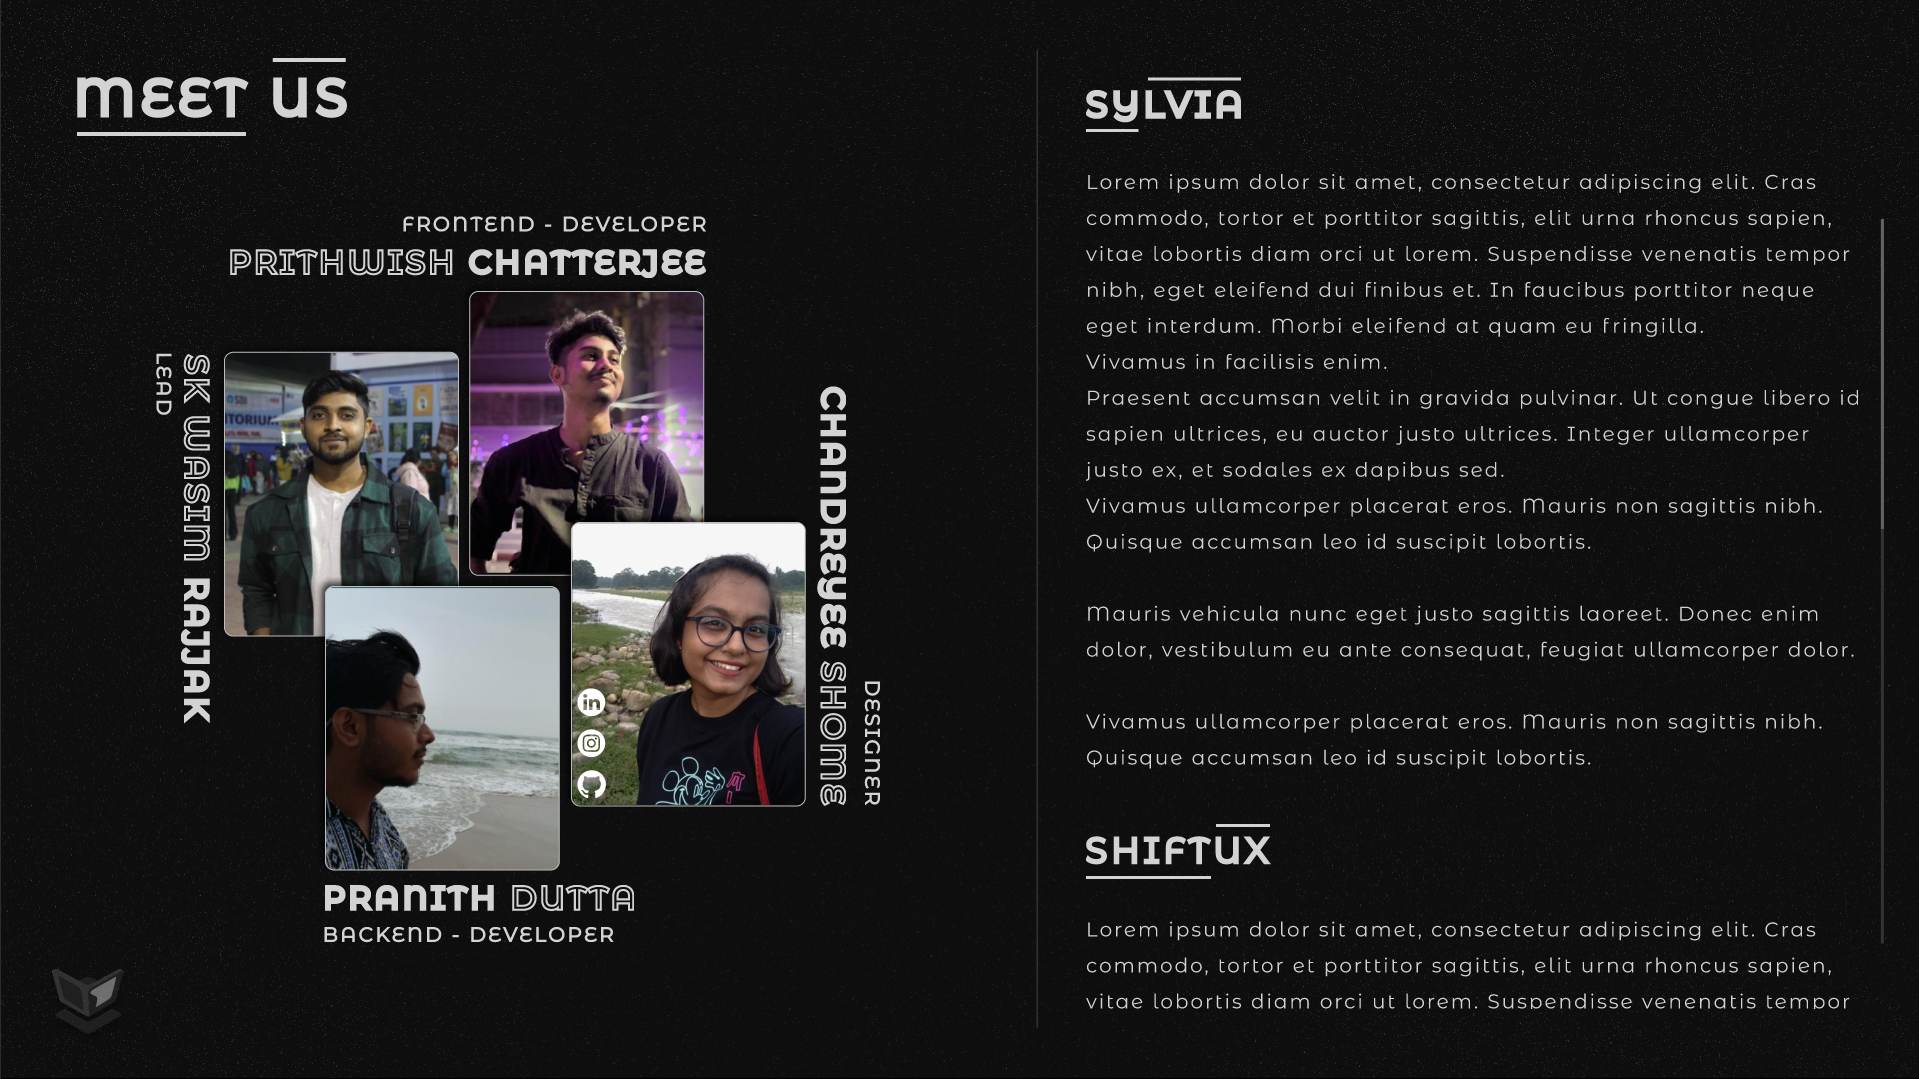 MEET US
FRONTEND - DEVELOPER
PRITHWISH CHATTERJEE
LEAD
SK WASIM RAJJAK
SBI
TORIUM
CHANDREYEE SHOME
DESIGNER
in
PRANITH DUTTA
BACKEND - DEVELOPER
SYLVIA
Lorem ipsum dolor sit amet, consectetur adipiscing elit. Cras
commodo, tortor et porttitor sagittis, elit urna rhoncus sapien,
vitae lobortis diam orci ut lorem. Suspendisse venenatis tempor
nibh, eget eleifend dui finibus et. In faucibus porttitor neque
eget interdum. Morbi eleifend at quam eu fringilla.
Vivamus in facilisis enim.
Praesent accumsan velit in gravida pulvinar. Ut congue libero id
sapien ultrices, eu auctor justo ultrices. Integer ullamcorper
justo ex, et sodales ex dapibus sed.
Vivamus ullamcorper placerat eros. Mauris non sagittis nibh.
Quisque accumsan leo id suscipit lobortis.
Mauris vehicula nunc eget justo sagittis laoreet. Donec enim
dolor, vestibulum eu ante consequat, feugiat ullamcorper dolor.
Vivamus ullamcorper placerat eros. Mauris non sagittis nibh.
Quisque accumsan leo id suscipit lobortis.
SHIFTUX
Lorem ipsum dolor sit amet, consectetur adipiscing elit. Cras
commodo, tortor et porttitor sagittis, elit urna rhoncus sapien,
vitae lobortis diam orci ut lorem. Suspendisse venenatis tempor